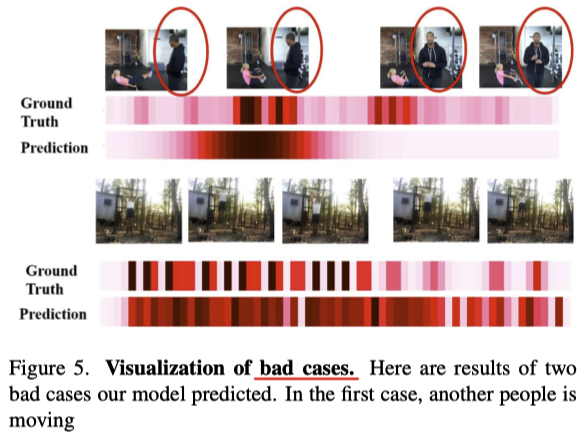 Ground
Truth
Prediction
Ground
Truth
Prediction
Figure 5. Visualization of bad cases. Here are results of two
bad cases our model predicted. In the first case, another people is
moving